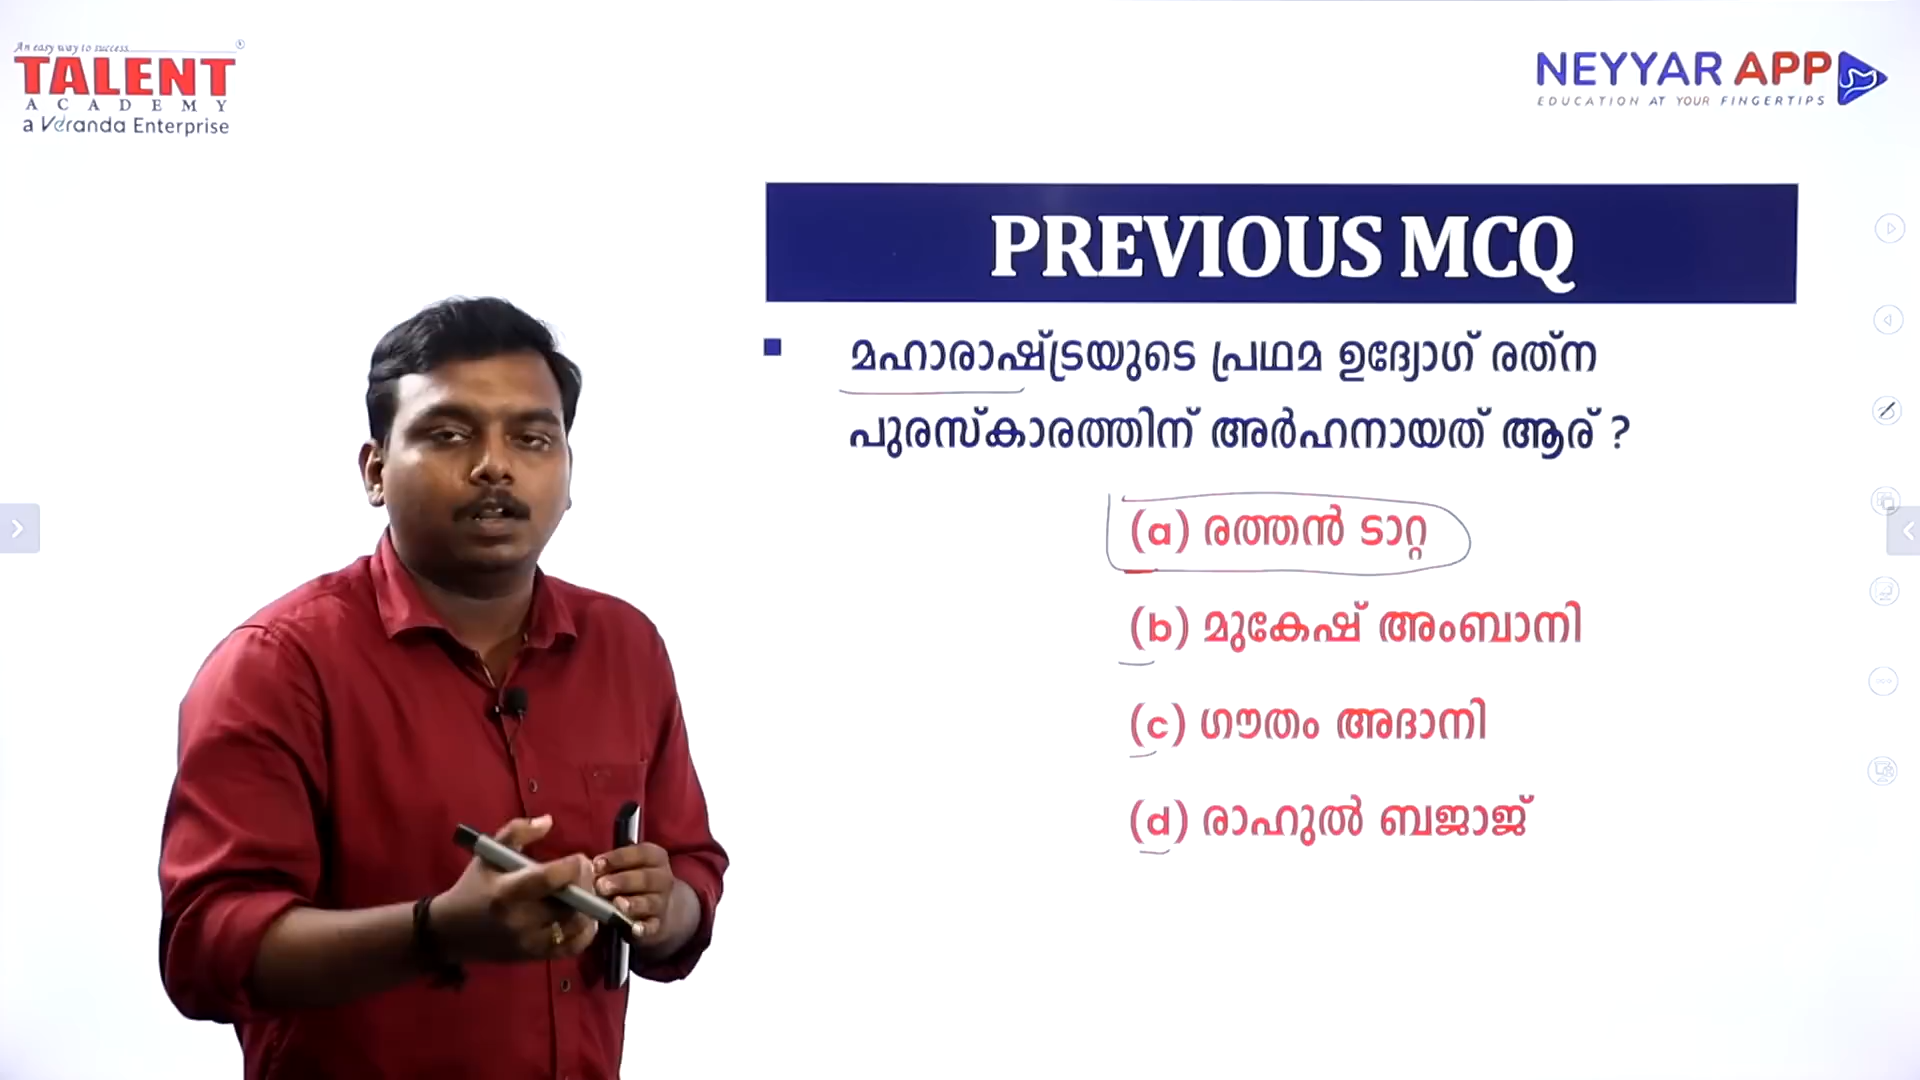 An easy way to success
TALENT
ACADEMY
a Veranda Enterprise
NEYYAR APP
EDUCATION AT YOUR FINGERTIPS
PREVIOUS MCQ
മഹാരാഷ്ട്രയുടെ പ്രഥമ ഉദ്യോഗ് രത്‌ന
പുരസ്കാരത്തിന് അർഹനായത് ആര് ?
(a) രത്തൻ ടാറ്റ
(b) മുകേഷ് അംബാനി
(c) ഗൗതം അദാനി
(d) രാഹുൽ ബജാജ്